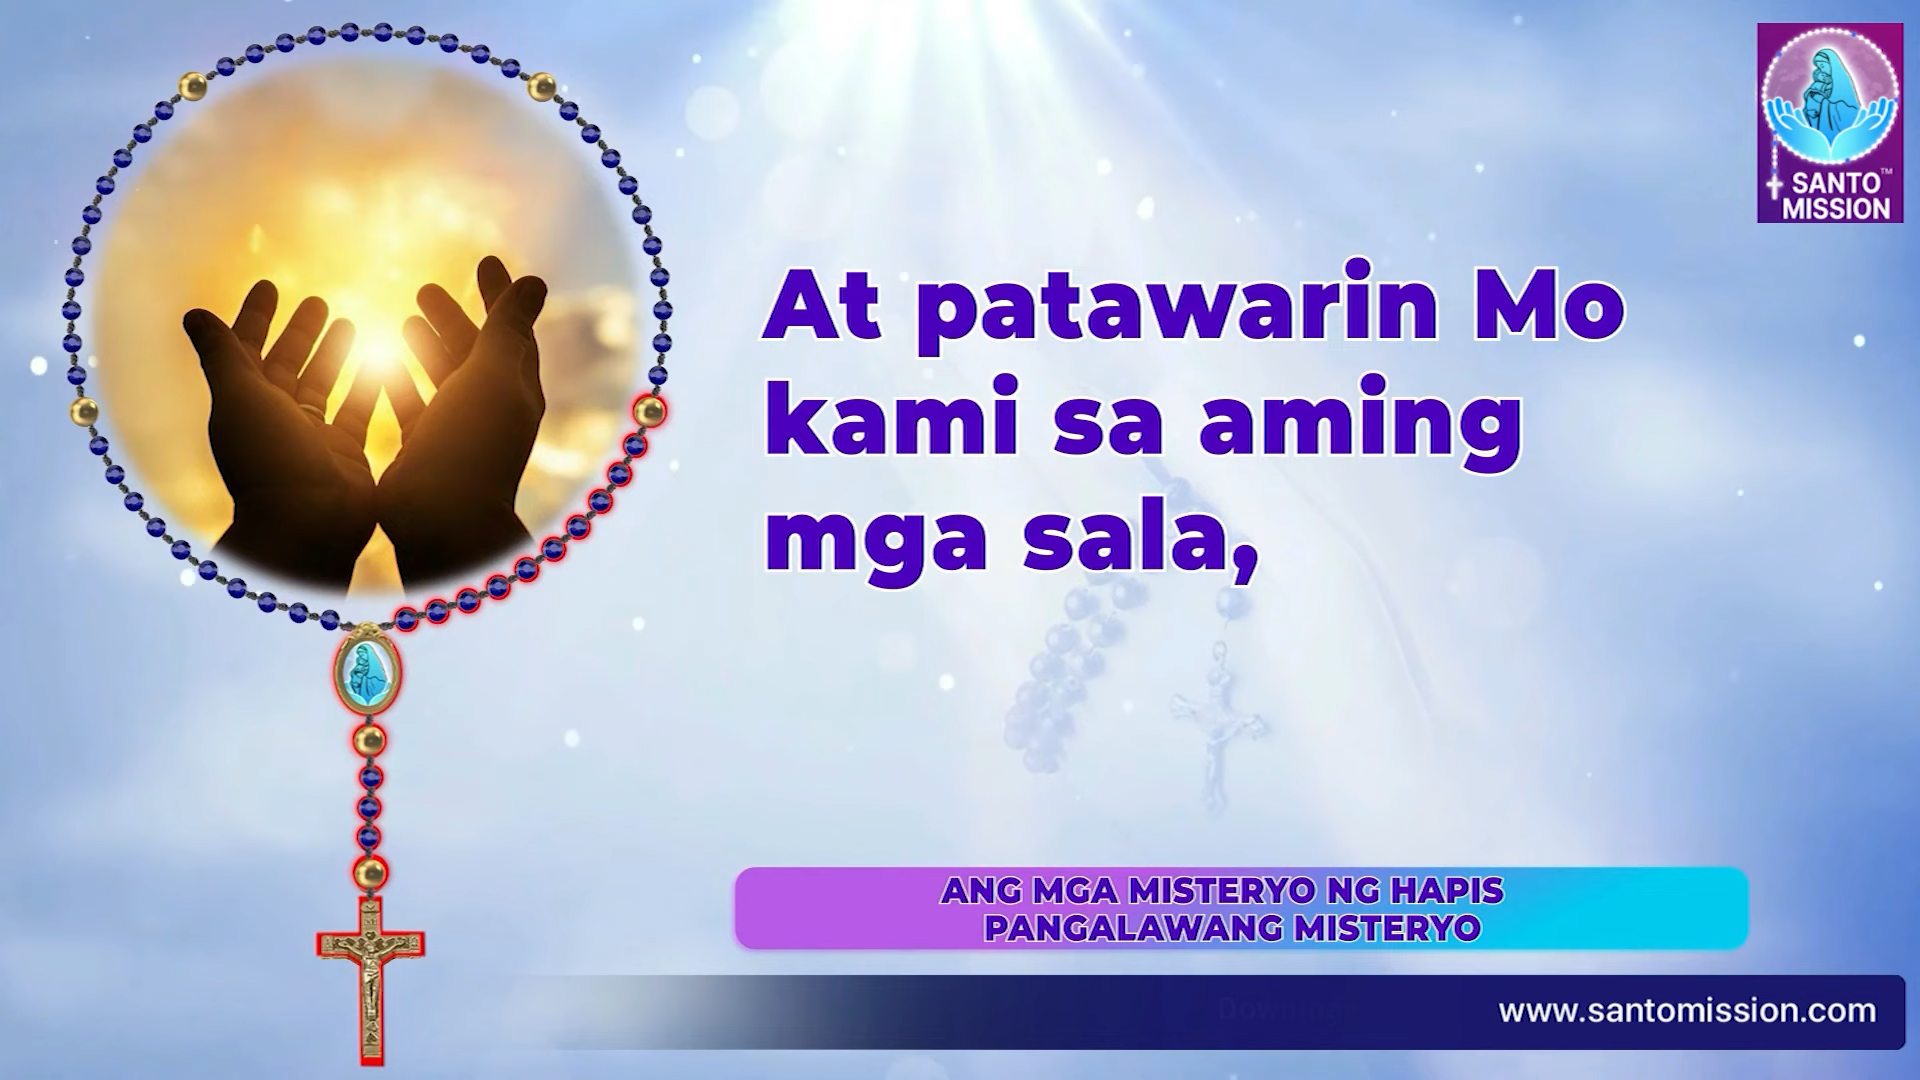 SANTO™
MISSION
At patawarin Mo
kami sa aming
mga sala,
ANG MGA MISTERYO NG HAPIS
PANGALAWANG MISTERYO
www.santomission.com